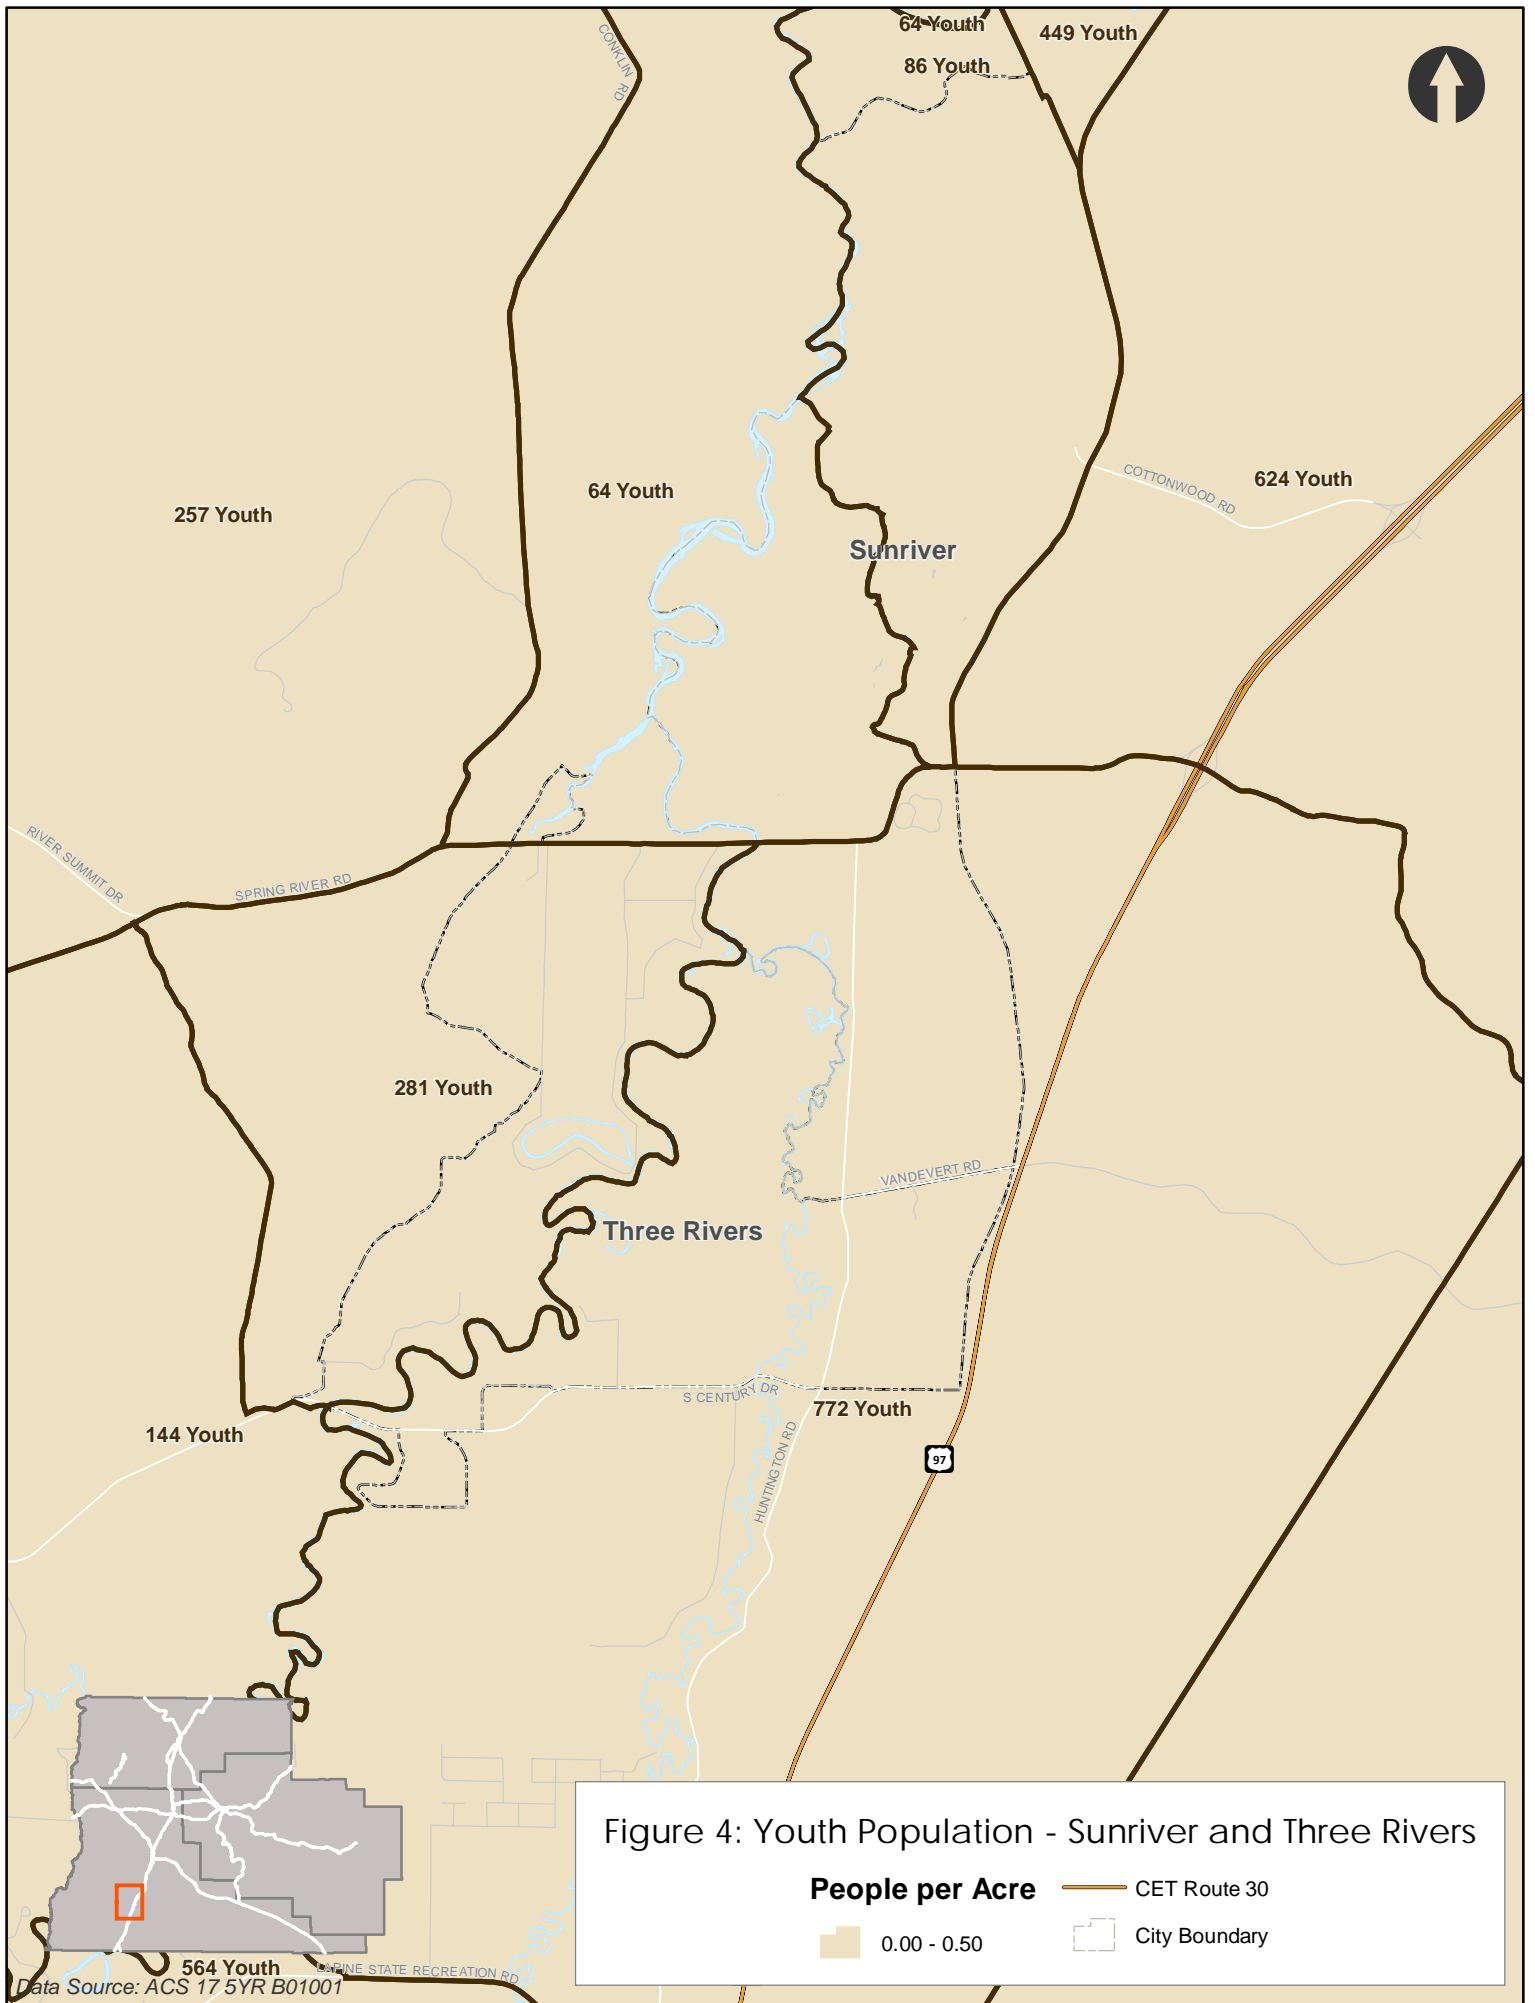 64 Youth
449 Youth
86 Youth
CONKLIN RD
64 Youth
257 Youth
624 Youth
COTTONWOOD RD
Sunriver
RIVER SUMMIT DR
SPRING RIVER RD
281 Youth
VANDEVERT RD
Three Rivers
S CENTURY DR
772 Youth
144 Youth
HUNTINGTON RD
97
Figure 4: Youth Population - Sunriver and Three Rivers
People per Acre
CET Route 30
0.00 - 0.50
City Boundary
564 Youth
LAPINE STATE RECREATION RD
Data Source: ACS 17 5YR B01001